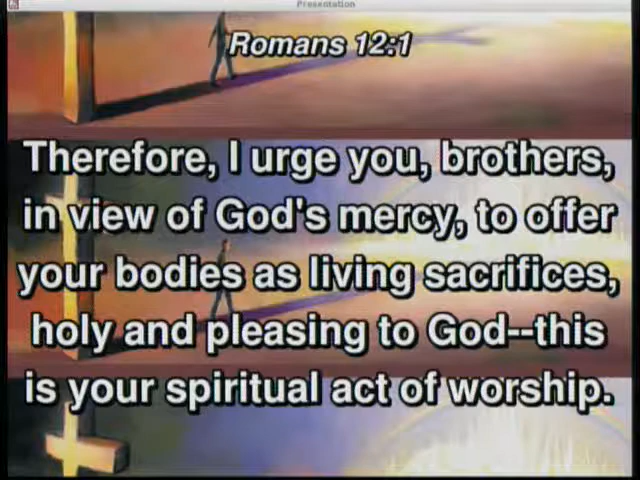 Presentation
Romans 12:1
Therefore, I urge you, brothers,
in view of God's mercy, to offer
your bodies as living sacrifices,
holy and pleasing to God--this
is your spiritual act of worship.